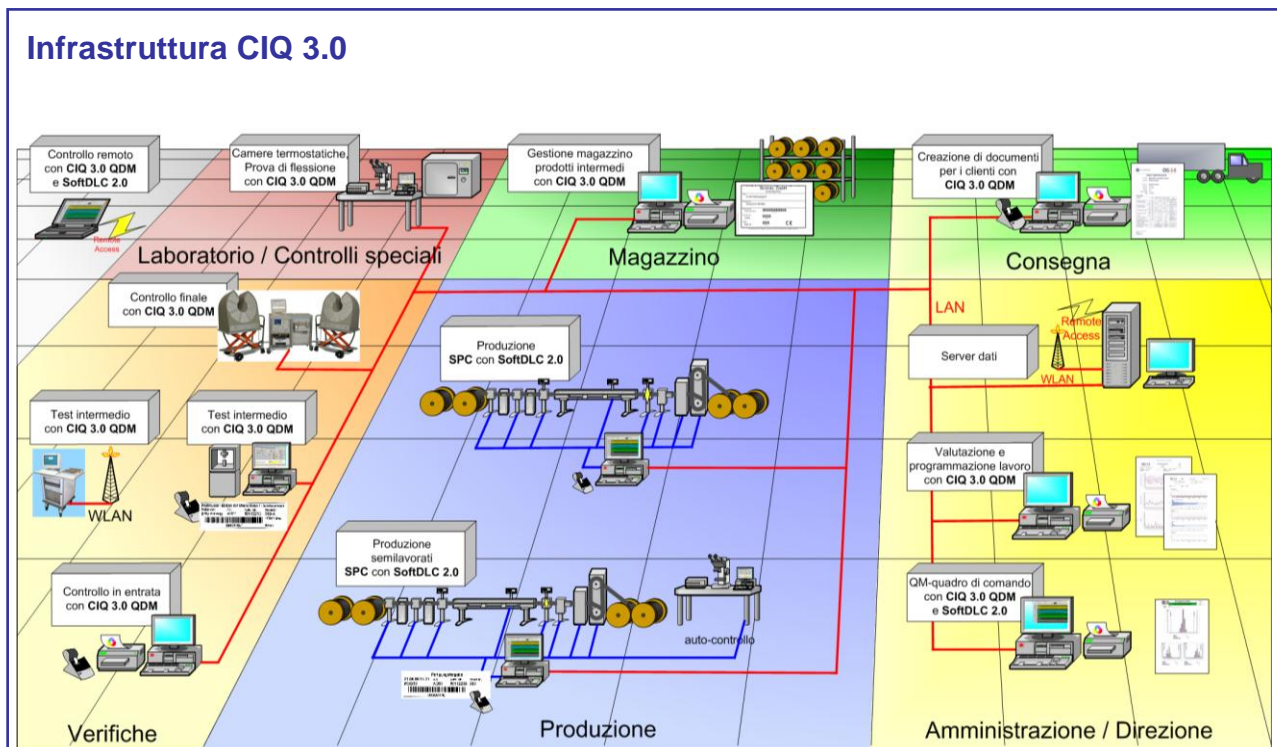 Infrastruttura CIQ 3.0
Controllo remoto
con CIQ 3.0 QDM
e SoftDLC 2.0
Camere termostatiche,
Prova di flessione
con CIQ 3.0 QDM
Gestione magazzino
prodotti intermedi con
CIQ 3.0 QDM
Creazione di documenti
per i clienti con
CIQ 3.0 QDM
Remote
Access
Laboratorio / Controlli speciali
Magazzino
Consegna
Controllo finale
con CIQ 3.0 QDM
LAN
Produzione
SPC con SoftDLC 2.0
Server dati
Remote
Access
WLAN
Test intermedio
con CIQ 3.0 QDM
Test intermedio
con CIQ 3.0 QDM
WLAN
Valutazione e
programmazione lavoro
con CIQ 3.0 QDM
Produzione
semilavorati
SPC con SoftDLC 2.0
Controllo in entrata
con CIQ 3.0 QDM
auto-controllo
QM-quadro di comando
con CIQ 3.0 QDM
e SoftDLC 2.0
Verifiche
Produzione
Amministrazione / Direzione